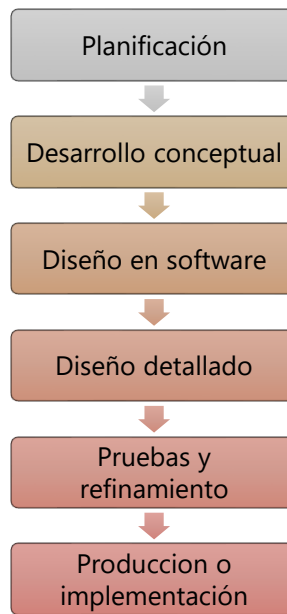 Planificación
Desarrollo conceptual
Diseño en software
Diseño detallado
Pruebas y
refinamiento
Produccion o
implementación